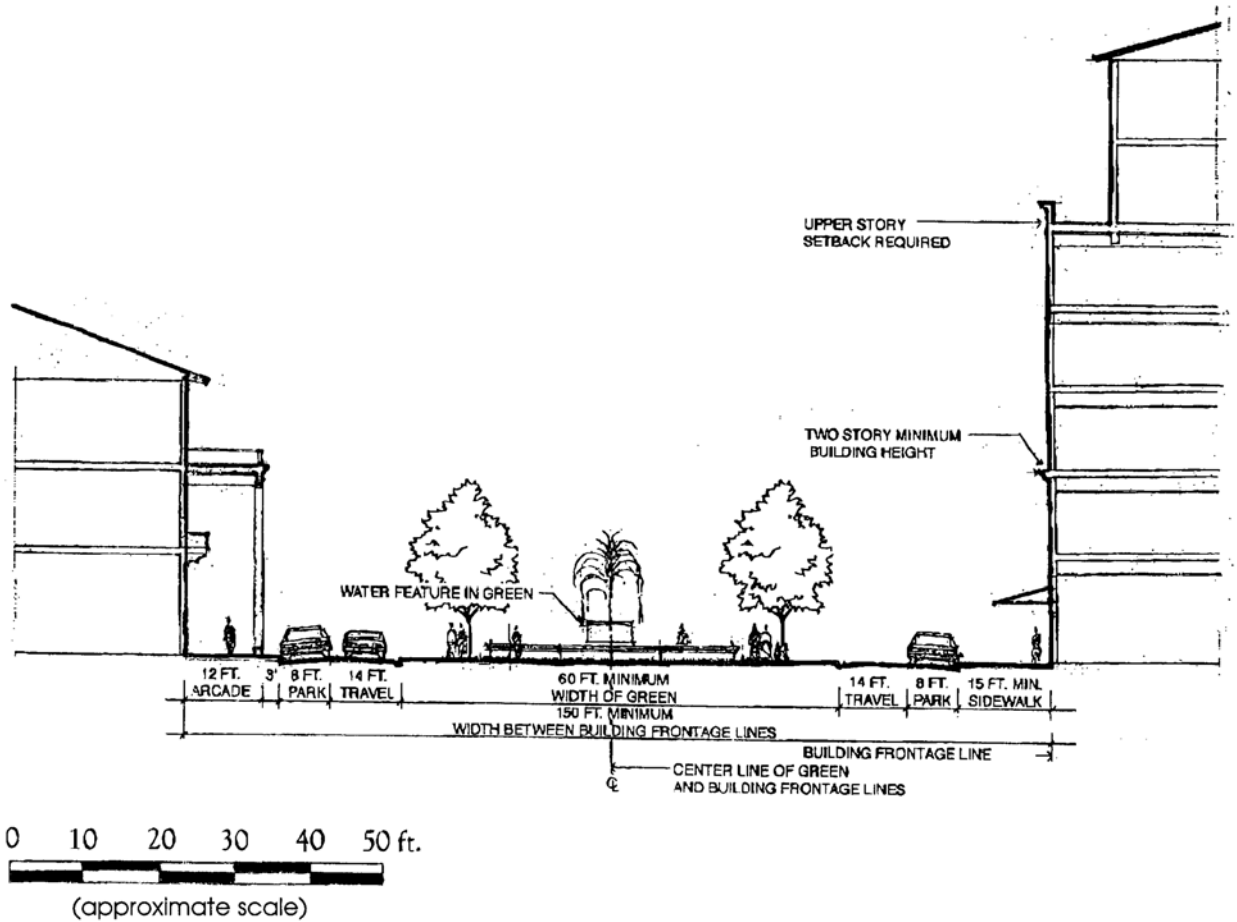 UPPER STORY
SETBACK REQUIRED
TWO STORY MINIMUM
BUILDING HEIGHT
WATER FEATURE IN GREEN
12 FT.
ARCADE
3'
8 FT.
PARK
14 FT.
TRAVEL
60 FT. MINIMUM
WIDTH OF GREEN
14 FT.
TRAVEL
8 FT.
PARK
15 FT. MIN.
SIDEWALK
150 FT. MINIMUM
WIDTH BETWEEN BUILDING FRONTAGE LINES
BUILDING FRONTAGE LINE
CENTER LINE OF GREEN
AND BUILDING FRONTAGE LINES
℄
0 10 20 30 40 50 ft.
(approximate scale)